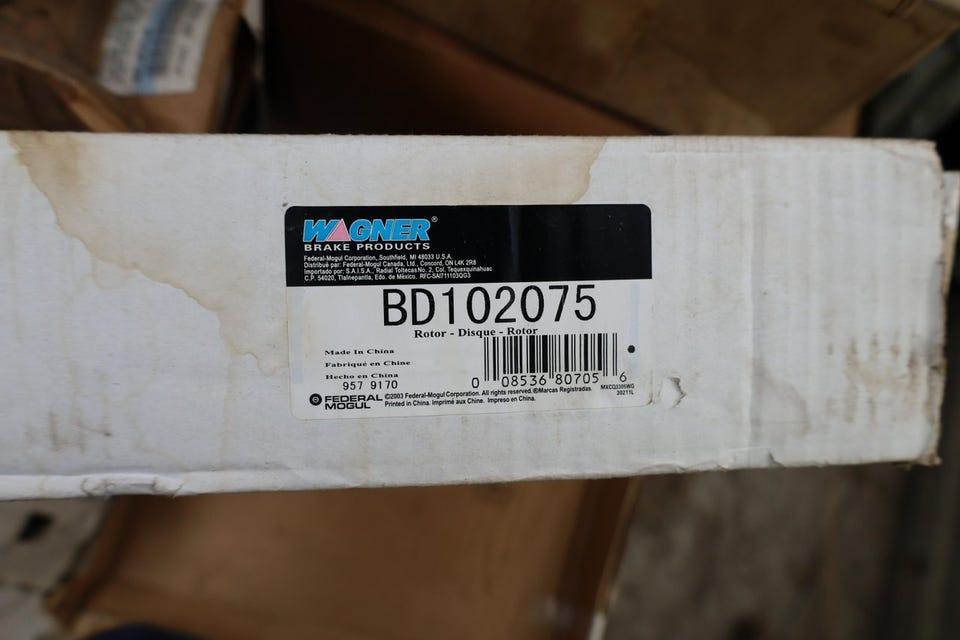 WAGNER®
BRAKE PRODUCTS
Federal-Mogul Corporation, Southfield, MI 48033 U.S.A.
Distribué par: Federal-Mogul Canada, Ltd., Concord, ON L4K 2R8
Importado por: S.A.I.S.A., Radial Toltecas No. 2, Col. Tequexquinahuac
C.P. 54020, Tlalnepantla, Edo. de México. RFC-SAI711103QG3
BD102075
Rotor - Disque - Rotor
Made In China
Fabriqué en Chine
Hecho en China
957 9170
0 08536 80705 6
MXCQ3306WG
30211L
FEDERAL
MOGUL
©2003 Federal-Mogul Corporation. All rights reserved. ®Marcas Registradas.
Printed in China. Imprimé aux Chine. Impreso en China.